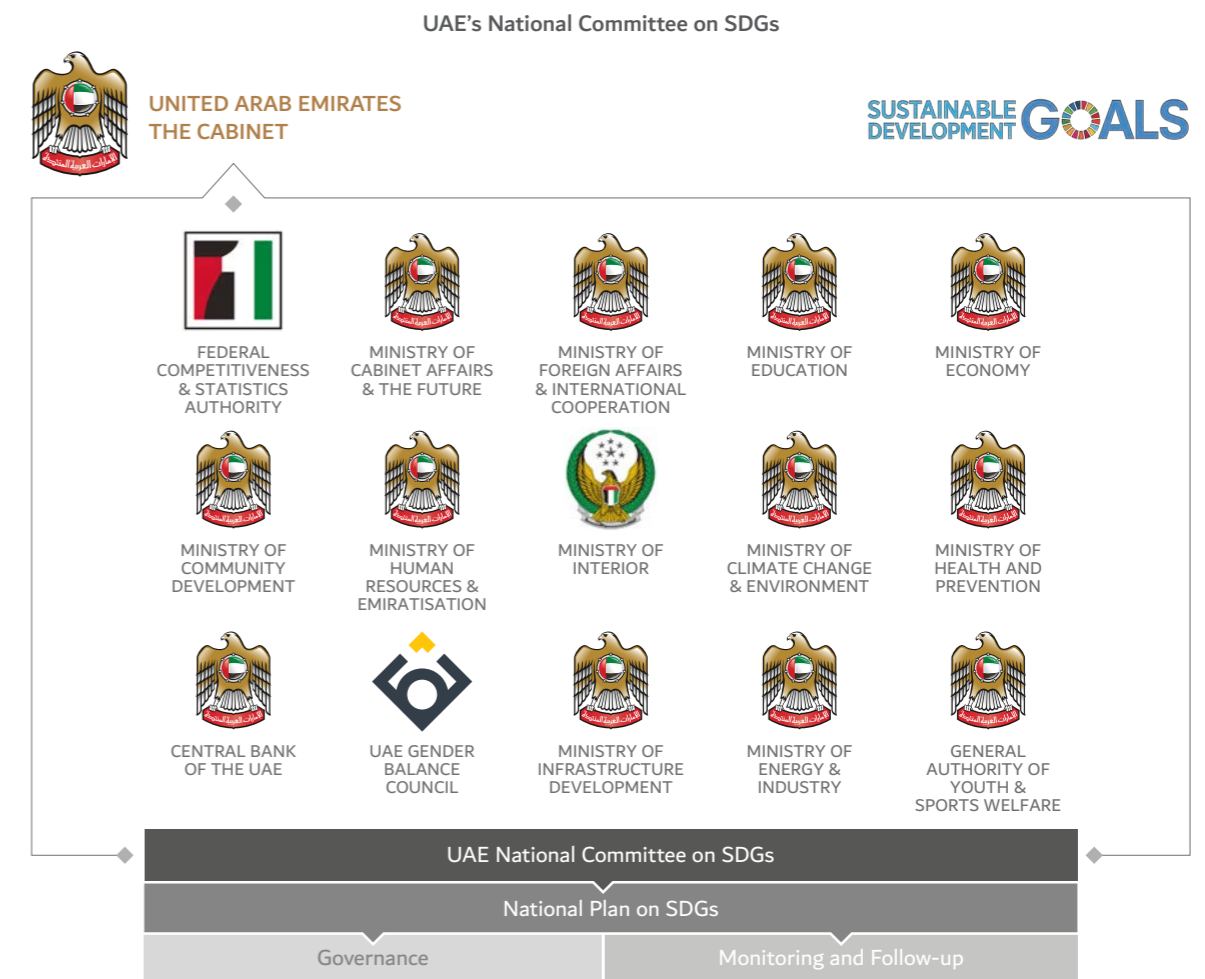 UAE's National Committee on SDGs
UNITED ARAB EMIRATES
THE CABINET
SUSTAINABLE
DEVELOPMENT
GOALS
FEDERAL
COMPETITIVENESS
& STATISTICS
AUTHORITY
MINISTRY OF
CABINET AFFAIRS
& THE FUTURE
MINISTRY OF
FOREIGN AFFAIRS
& INTERNATIONAL
COOPERATION
MINISTRY OF
EDUCATION
MINISTRY OF
ECONOMY
MINISTRY OF
COMMUNITY
DEVELOPMENT
MINISTRY OF
HUMAN
RESOURCES &
EMIRATISATION
MINISTRY OF
INTERIOR
MINISTRY OF
CLIMATE CHANGE
& ENVIRONMENT
MINISTRY OF
HEALTH AND
PREVENTION
CENTRAL BANK
OF THE UAE
UAE GENDER
BALANCE
COUNCIL
MINISTRY OF
INFRASTRUCTURE
DEVELOPMENT
MINISTRY OF
ENERGY &
INDUSTRY
GENERAL
AUTHORITY OF
YOUTH &
SPORTS WELFARE
UAE National Committee on SDGs
National Plan on SDGs
Governance
Monitoring and Follow-up